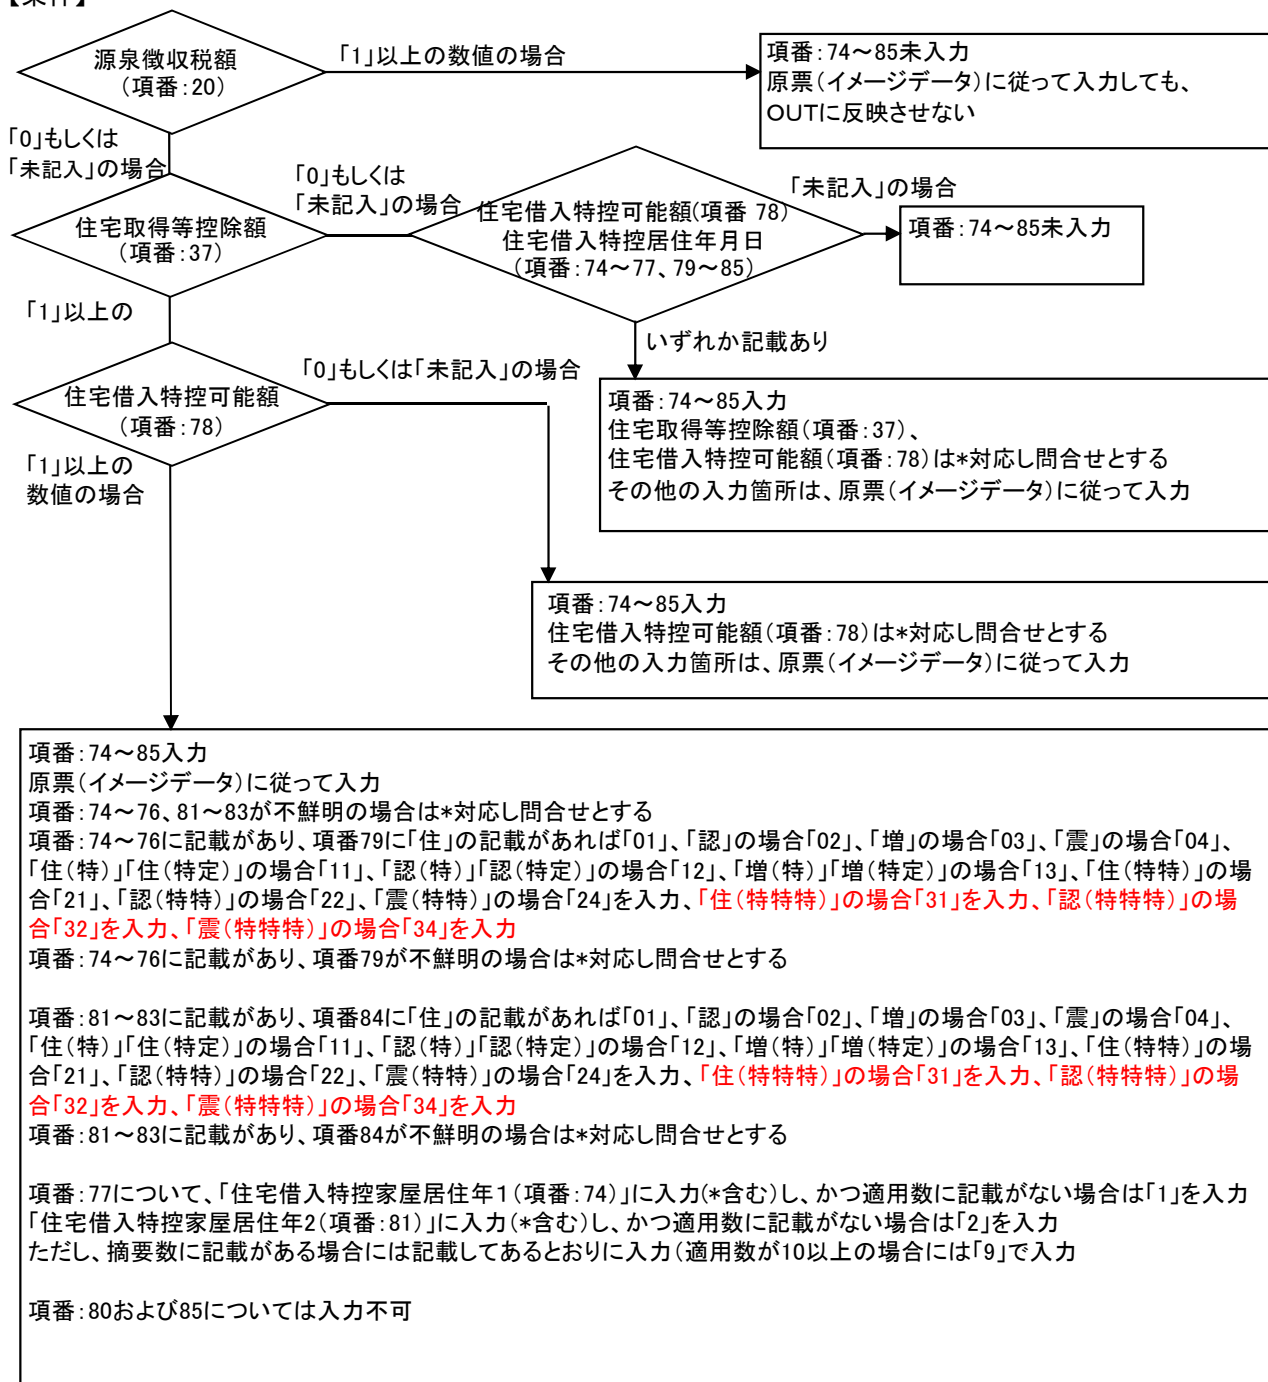 【条件】
源泉徴収税額
（項番：20）
「1」以上の数値の場合
項番：74～85未入力
原票（イメージデータ）に従って入力しても、
OUTに反映させない
「0」もしくは
「未記入」の場合
住宅取得等控除額
（項番：37）
「0」もしくは
「未記入」の場合
住宅借入特控可能額(項番 78)
住宅借入特控居住年月日
（項番：74～77、79～85）
「未記入」の場合
項番：74～85未入力
「1」以上の
いずれか記載あり
住宅借入特控可能額
（項番：78）
「0」もしくは「未記入」の場合
項番：74～85入力
住宅取得等控除額（項番：37）、
住宅借入特控可能額（項番：78）は*対応し問合せとする
その他の入力箇所は、原票（イメージデータ）に従って入力
「1」以上の
数値の場合
項番：74～85入力
住宅借入特控可能額（項番：78）は*対応し問合せとする
その他の入力箇所は、原票（イメージデータ）に従って入力
項番：74～85入力
原票（イメージデータ）に従って入力
項番：74～76、81～83が不鮮明の場合は*対応し問合せとする
項番：74～76に記載があり、項番79に「住」の記載があれば「01」、「認」の場合「02」、「増」の場合「03」、「震」の場合「04」、
「住（特）」「住（特定）」の場合「11」、「認（特）」「認（特定）」の場合「12」、「増（特）」「増（特定）」の場合「13」、「住（特特）」の場
合「21」、「認（特特）」の場合「22」、「震（特特）」の場合「24」を入力、「住（特特特）」の場合「31」を入力、「認（特特特）」の場
合「32」を入力、「震（特特特）」の場合「34」を入力
項番：74～76に記載があり、項番79が不鮮明の場合は*対応し問合せとする
項番：81～83に記載があり、項番84に「住」の記載があれば「01」、「認」の場合「02」、「増」の場合「03」、「震」の場合「04」、
「住（特）」「住（特定）」の場合「11」、「認（特）」「認（特定）」の場合「12」、「増（特）」「増（特定）」の場合「13」、「住（特特）」の場
合「21」、「認（特特）」の場合「22」、「震（特特）」の場合「24」を入力、「住（特特特）」の場合「31」を入力、「認（特特特）」の場
合「32」を入力、「震（特特特）」の場合「34」を入力
項番：81～83に記載があり、項番84が不鮮明の場合は*対応し問合せとする
項番：77について、「住宅借入特控家屋居住年1（項番：74）」に入力(*含む)し、かつ適用数に記載がない場合は「1」を入力
「住宅借入特控家屋居住年2（項番：81）」に入力(*含む)し、かつ適用数に記載がない場合は「2」を入力
ただし、摘要数に記載がある場合には記載してあるとおりに入力（適用数が10以上の場合には「9」で入力
項番：80および85については入力不可